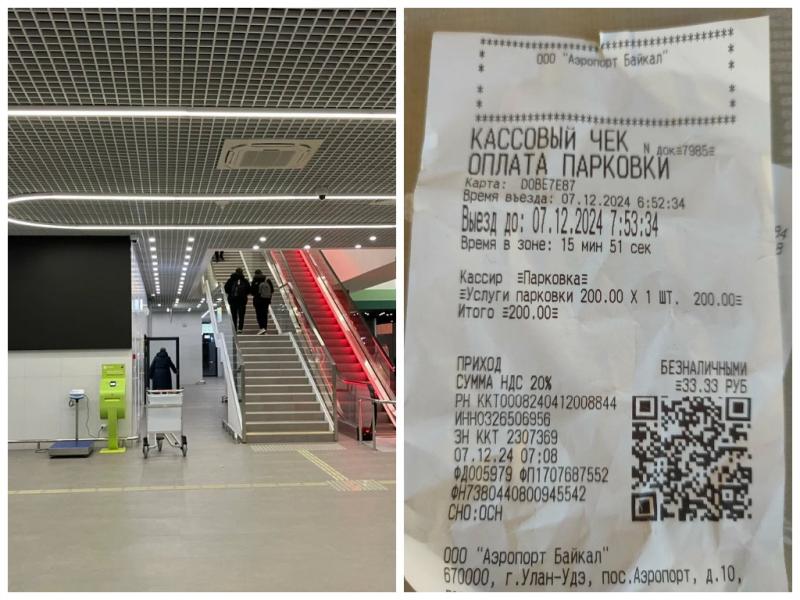 ООО "Аэропорт Байкал"
КАССОВЫЙ ЧЕК N док≡7985≡
ОПЛАТА ПАРКОВКИ
Карта: D0BE7E87
Время въезда: 07.12.2024 6:52:34
Выезд до: 07.12.2024 7:53:34
Время в зоне: 15 мин 51 сек
Кассир ≡Парковка≡
≡Услуги парковки 200.00 X 1 ШТ. 200.00≡
Итого ≡200.00≡
ПРИХОД БЕЗНАЛИЧНЫМИ
СУММА НДС 20% ≡33.33 РУБ
РН ККТ0008240412008844
ИНН0326506956
ЗН ККТ 2307369
07.12.24 07:08
ФД005979 ФП1707687552
ФН7380440800945542
СНО:ОСН
ООО "Аэропорт Байкал"
670000, г.Улан-Удэ, пос.Аэропорт, д.10,